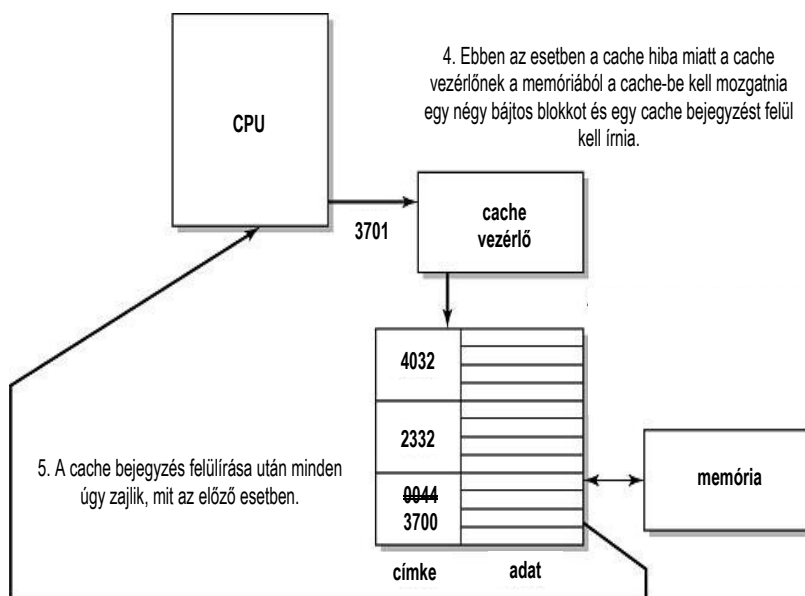 4. Ebben az esetben a cache hiba miatt a cache
vezérlőnek a memóriából a cache-be kell mozgatnia
egy négy bájtos blokkot és egy cache bejegyzést felül
kell írnia.
CPU
3701
cache
vezérlő
4032
2332
0044
3700
címke
adat
memória
5. A cache bejegyzés felülírása után minden
úgy zajlik, mit az előző esetben.